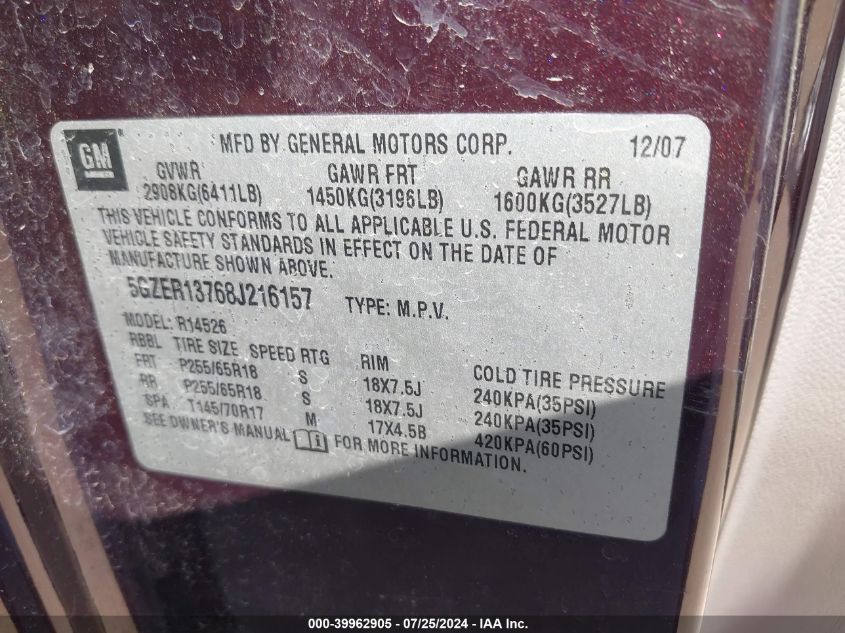 GM
MFD BY GENERAL MOTORS CORP. 12/07
GVWR GAWR FRT GAWR RR
2908KG(6411LB) 1450KG(3196LB) 1600KG(3527LB)
THIS VEHICLE CONFORMS TO ALL APPLICABLE U.S. FEDERAL MOTOR
VEHICLE SAFETY STANDARDS IN EFFECT ON THE DATE OF
MANUFACTURE SHOWN ABOVE.
5GZER13768J216157 TYPE: M.P.V.
MODEL: R14526
RBBL TIRE SIZE SPEED RTG RIM COLD TIRE PRESSURE
FRT P255/65R18 S 18X7.5J 240KPA(35PSI)
RR P255/65R18 S 18X7.5J 240KPA(35PSI)
SPA T145/70R17 M 17X4.5B 420KPA(60PSI)
SEE OWNER'S MANUAL i FOR MORE INFORMATION.
000-39962905 - 07/25/2024 - IAA Inc.